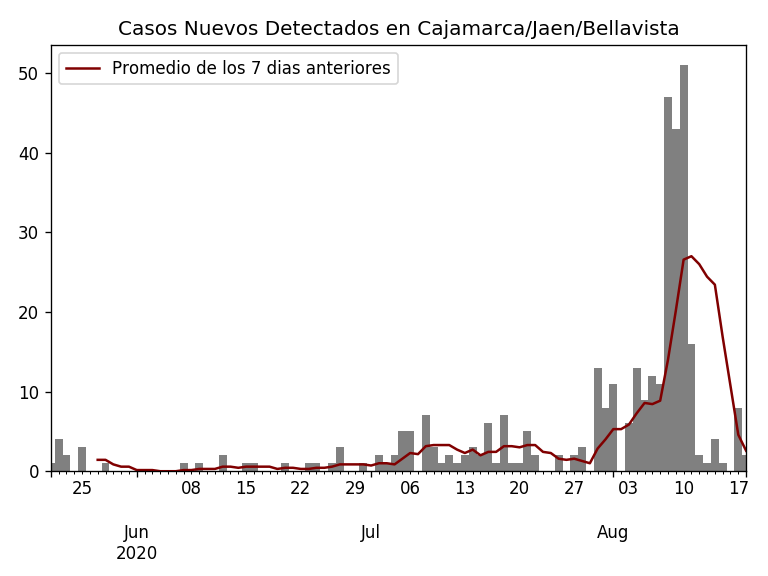 Casos Nuevos Detectados en Cajamarca/Jaen/Bellavista
Promedio de los 7 dias anteriores
50
40
30
20
10
0
25 08 15 22 29 06 13 20 27 03 10 17
Jun Jul Aug
2020